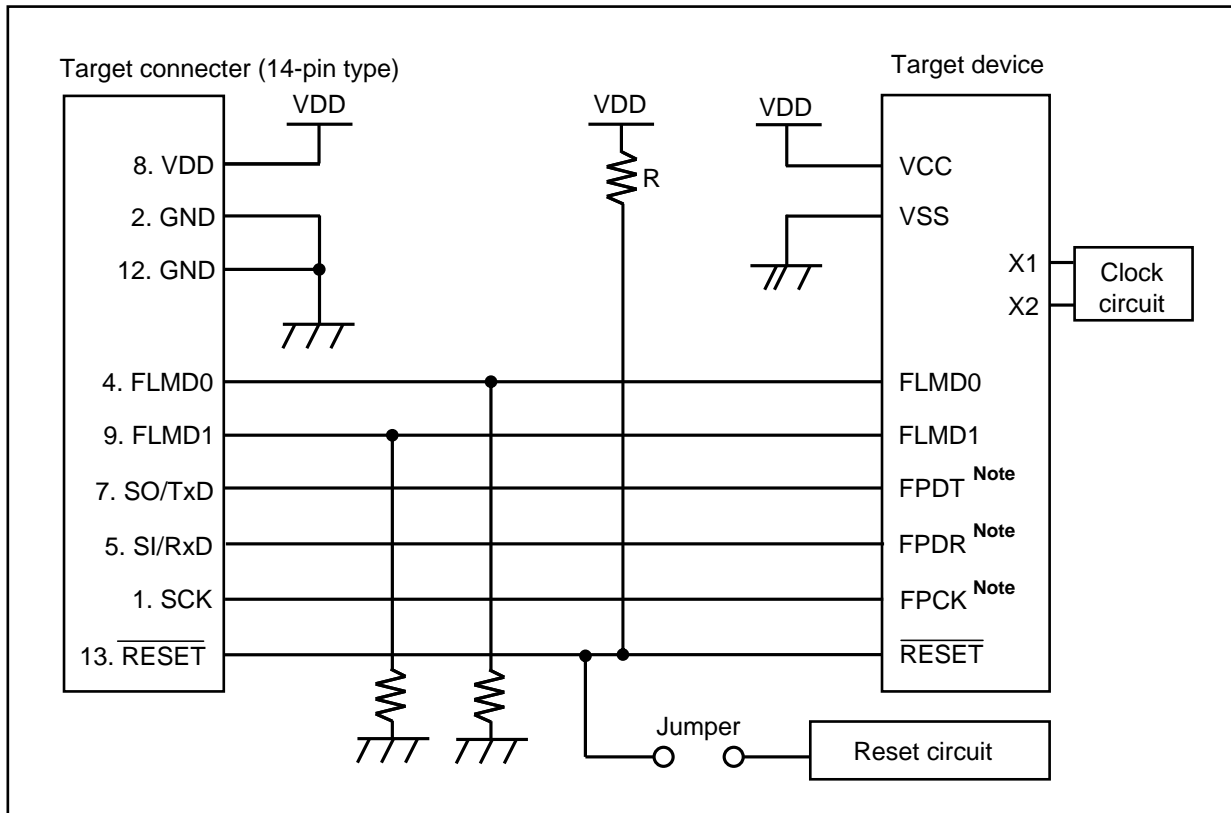 Target connecter (14-pin type)
Target device
VDD
VDD
VDD
8. VDD
2. GND
12. GND
4. FLMD0
9. FLMD1
7. SO/TxD
5. SI/RxD
1. SCK
13. RESET
R
VCC
VSS
X1
X2
Clock
circuit
FLMD0
FLMD1
FPDT Note
FPDR Note
FPCK Note
RESET
Jumper
Reset circuit